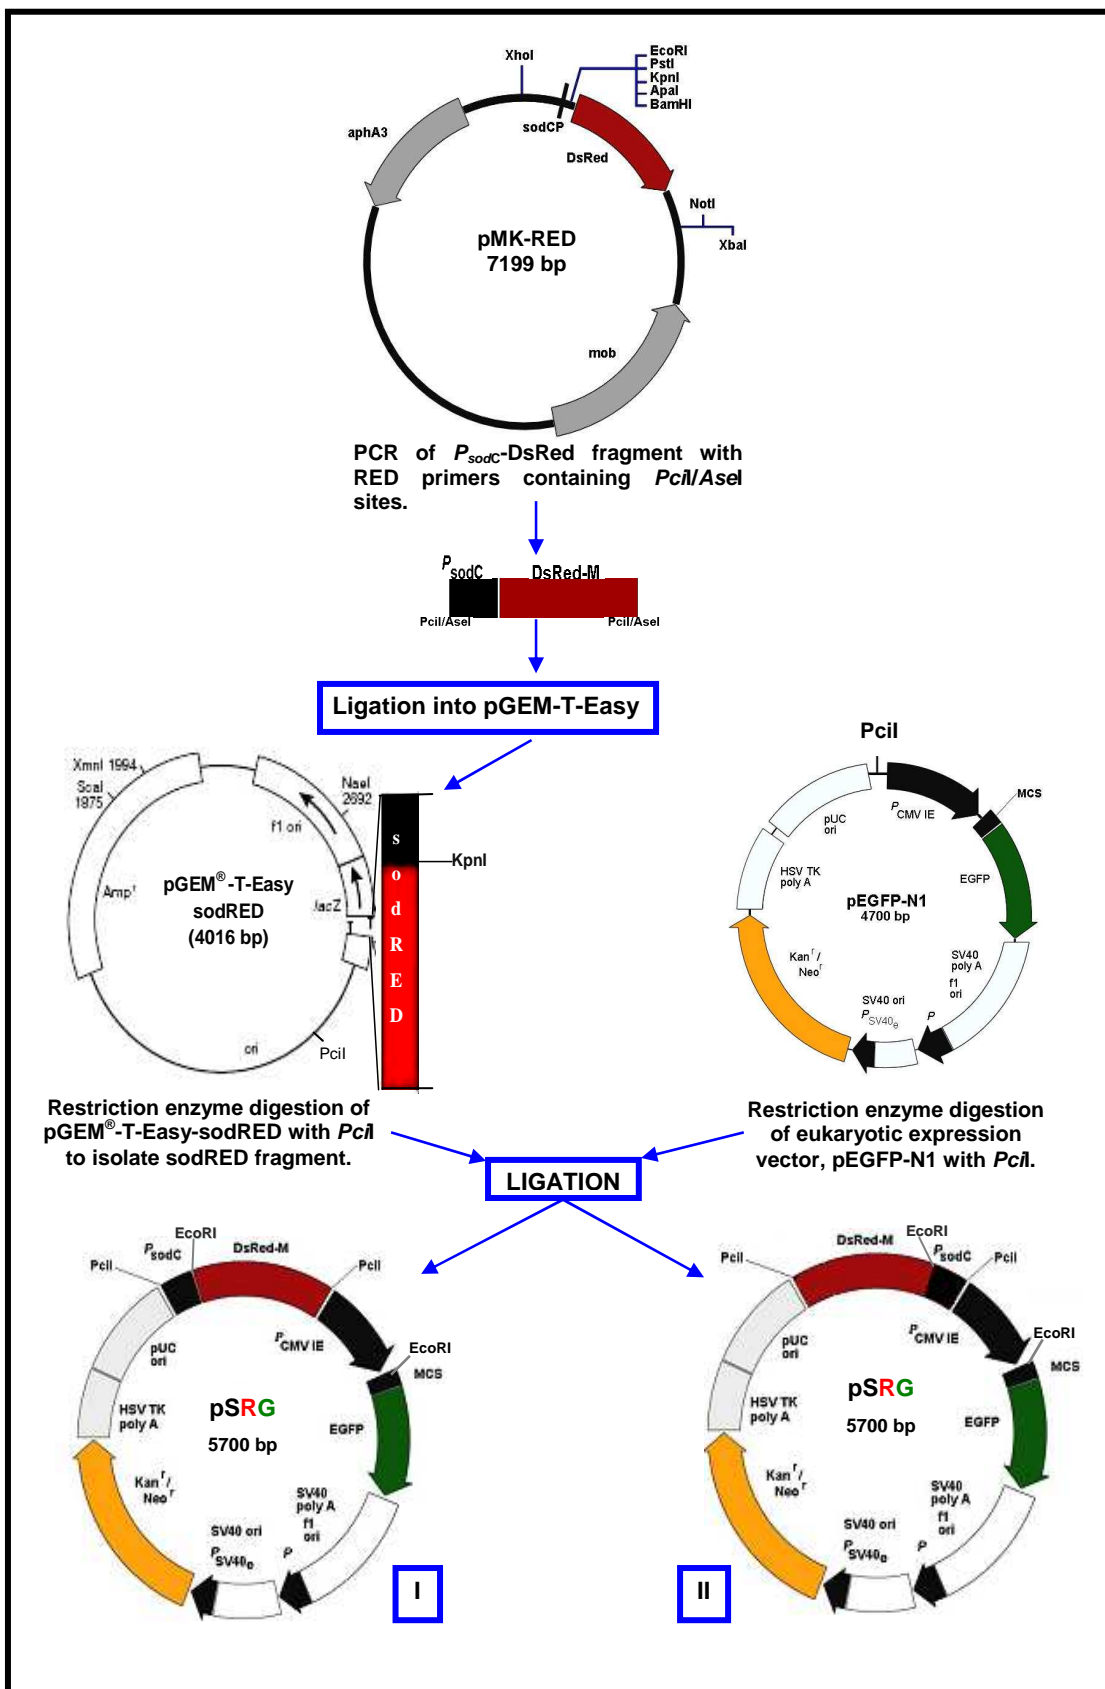 XhoI
EcoRI
PstI
KpnI
ApaI
BamHI
sodCP
aphA3
DsRed
NotI
XbaI
pMK-RED
7199 bp
mob
PCR of PsodC-DsRed fragment with
RED primers containing PciI/AseI
sites.
PsodC
DsRed-M
PciI/AseI
PciI/AseI
Ligation into pGEM-T-Easy
XmnI 1994
ScaI
1875
NaeI
2692
f1 ori
Amp r
lacZ
pGEM®-T-Easy
sodRED
(4016 bp)
ori
PciI
s
o
d
R
E
D
KpnI
PciI
PCMV IE
MCS
pUC
ori
HSV TK
poly A
EGFP
pEGFP-N1
4700 bp
Kan r/
Neo r
SV40
poly A
f1
ori
SV40 ori
PSV40e
P
Restriction enzyme digestion of
pGEM®-T-Easy-sodRED with PciI
to isolate sodRED fragment.
Restriction enzyme digestion
of eukaryotic expression
vector, pEGFP-N1 with PciI.
LIGATION
PciI
PsodC
EcoRI
DsRed-M
PciI
PCMV IE
EcoRI
MCS
pUC
ori
HSV TK
poly A
pSRG
5700 bp
EGFP
Kan r/
Neo r
SV40
poly A
f1
ori
SV40 ori
PSV40e
P
I
PciI
DsRed-M
EcoRI
PsodC
PciI
PCMV IE
EcoRI
MCS
pUC
ori
HSV TK
poly A
pSRG
5700 bp
EGFP
Kan r/
Neo r
SV40
poly A
f1
ori
SV40 ori
PSV40e
P
II